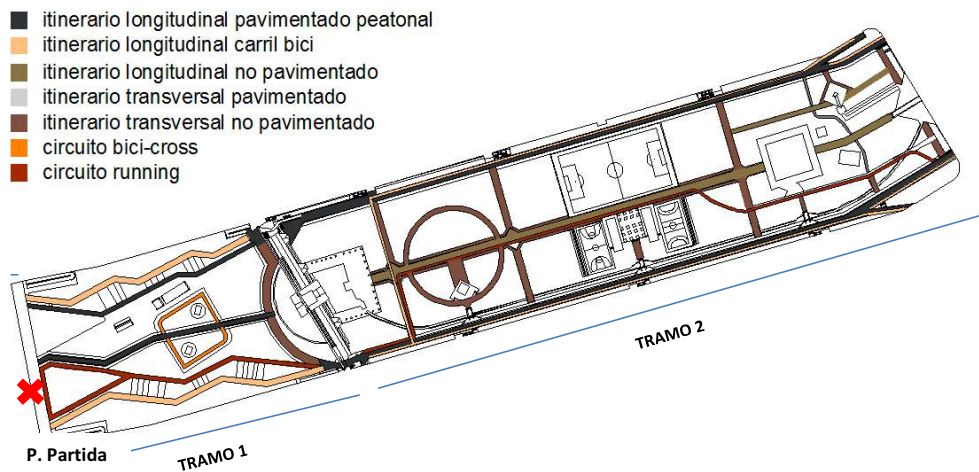 itinerario longitudinal pavimentado peatonal
itinerario longitudinal carril bici
itinerario longitudinal no pavimentado
itinerario transversal pavimentado
itinerario transversal no pavimentado
circuito bici-cross
circuito running
TRAMO 2
P. Partida
TRAMO 1